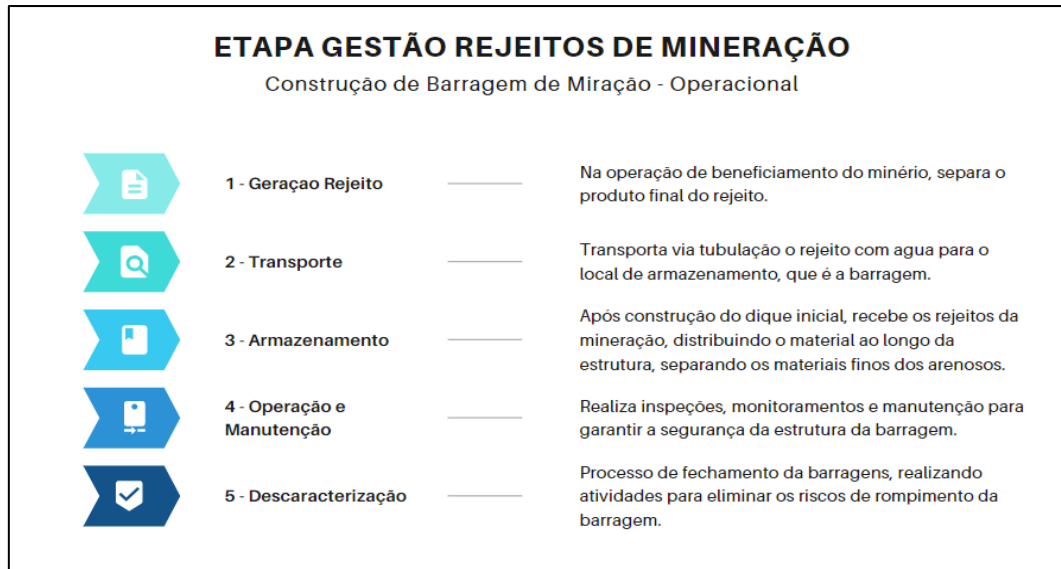 ETAPA GESTÃO REJEITOS DE MINERAÇÃO
Construção de Barragem de Miração - Operacional
1 - Geraçao Rejeito
Na operação de beneficiamento do minério, separa o
produto final do rejeito.
2 - Transporte
Transporta via tubulação o rejeito com agua para o
local de armazenamento, que é a barragem.
3 - Armazenamento
Após construção do dique inicial, recebe os rejeitos da
mineração, distribuindo o material ao longo da
estrutura, separando os materiais finos dos arenosos.
4 - Operação e
Manutenção
Realiza inspeções, monitoramentos e manutenção para
garantir a segurança da estrutura da barragem.
5 - Descaracterização
Processo de fechamento da barragens, realizando
atividades para eliminar os riscos de rompimento da
barragem.